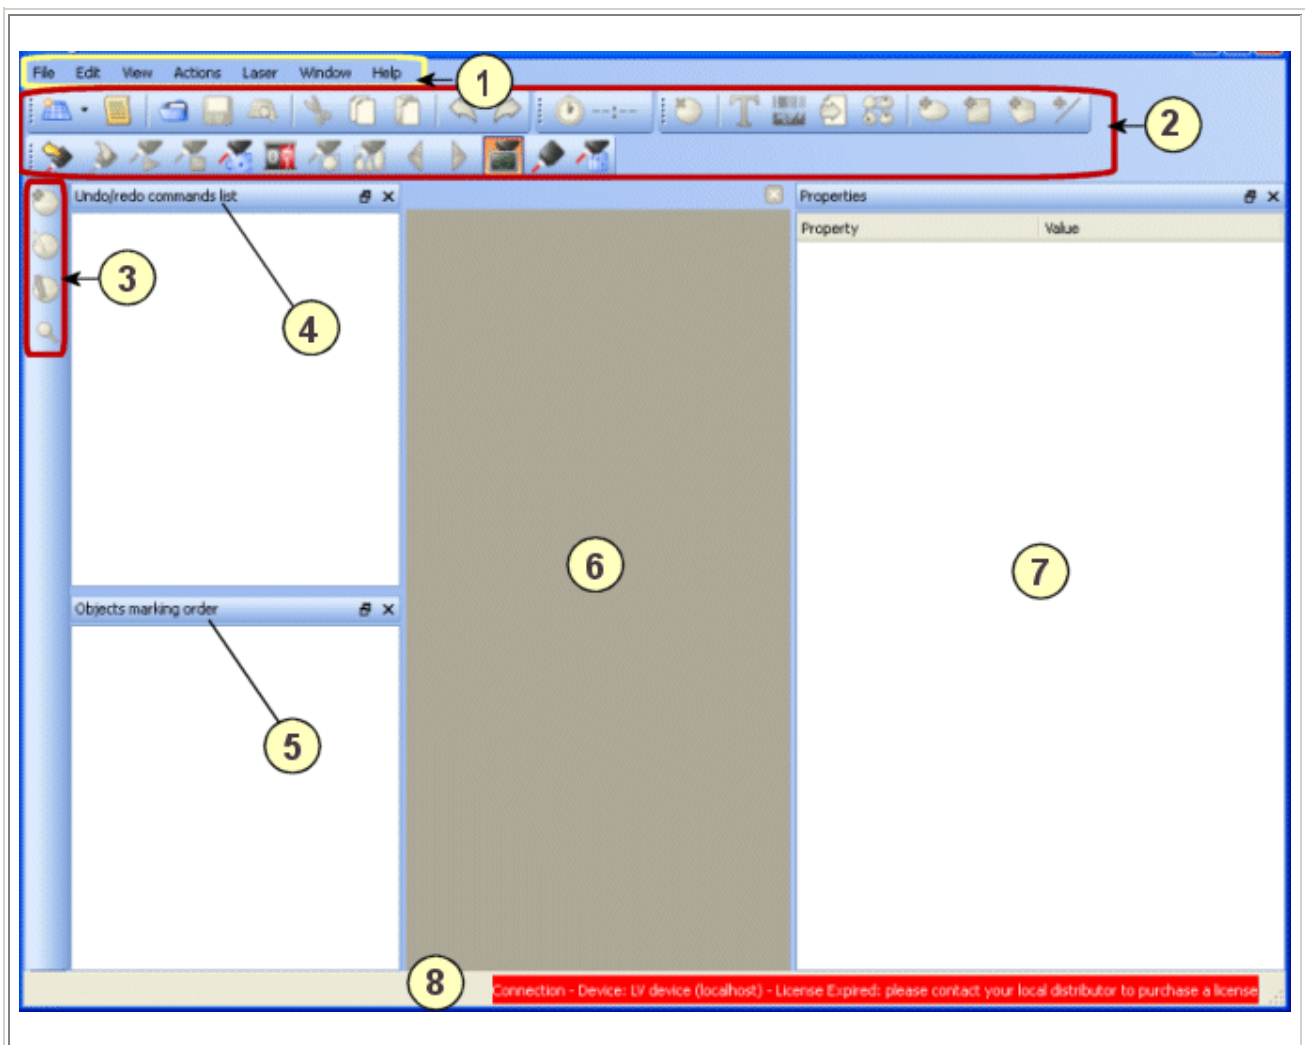 File Edit View Actions Laser Window Help
1
--:--
2
Undo/redo commands list
Properties
Property Value
3
4
6
7
Objects marking order
5
8
Connection - Device: LV device (localhost) - License Expired: please contact your local distributor to purchase a license